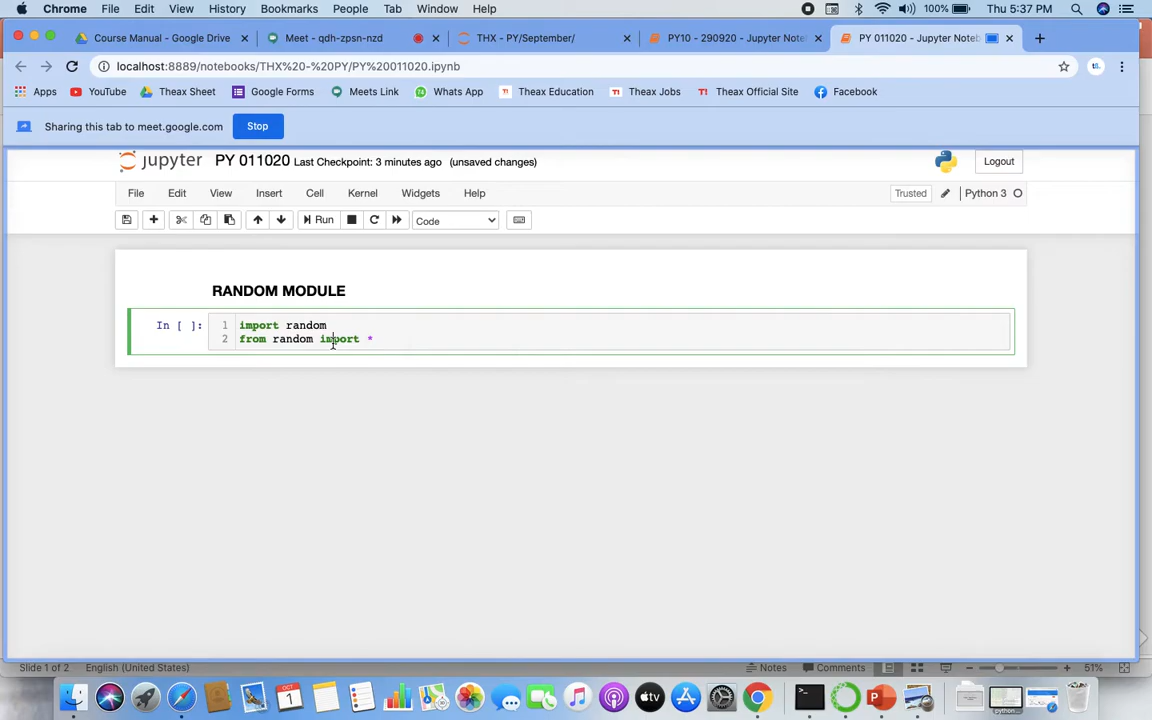 Chrome File Edit View History Bookmarks People Tab Window Help 100% Thu 5:37 PM
Course Manual - Google Drive Meet - qdh-zpsn-nzd THX - PY/September/ PY10 - 290920 - Jupyter Note PY 011020 - Jupyter Noteb
localhost:8889/notebooks/THX%20-%20PY/PY%20011020.ipynb
Apps YouTube Theax Sheet Google Forms Meets Link Whats App Theax Education Theax Jobs Theax Official Site Facebook
Sharing this tab to meet.google.com Stop
jupyter PY 011020 Last Checkpoint: 3 minutes ago (unsaved changes) Logout
File Edit View Insert Cell Kernel Widgets Help Trusted Python 3
Run Code
RANDOM MODULE
In [ ]: 1 import random
2 from random import *
Slide 1 of 2 English (United States) Notes Comments 51%